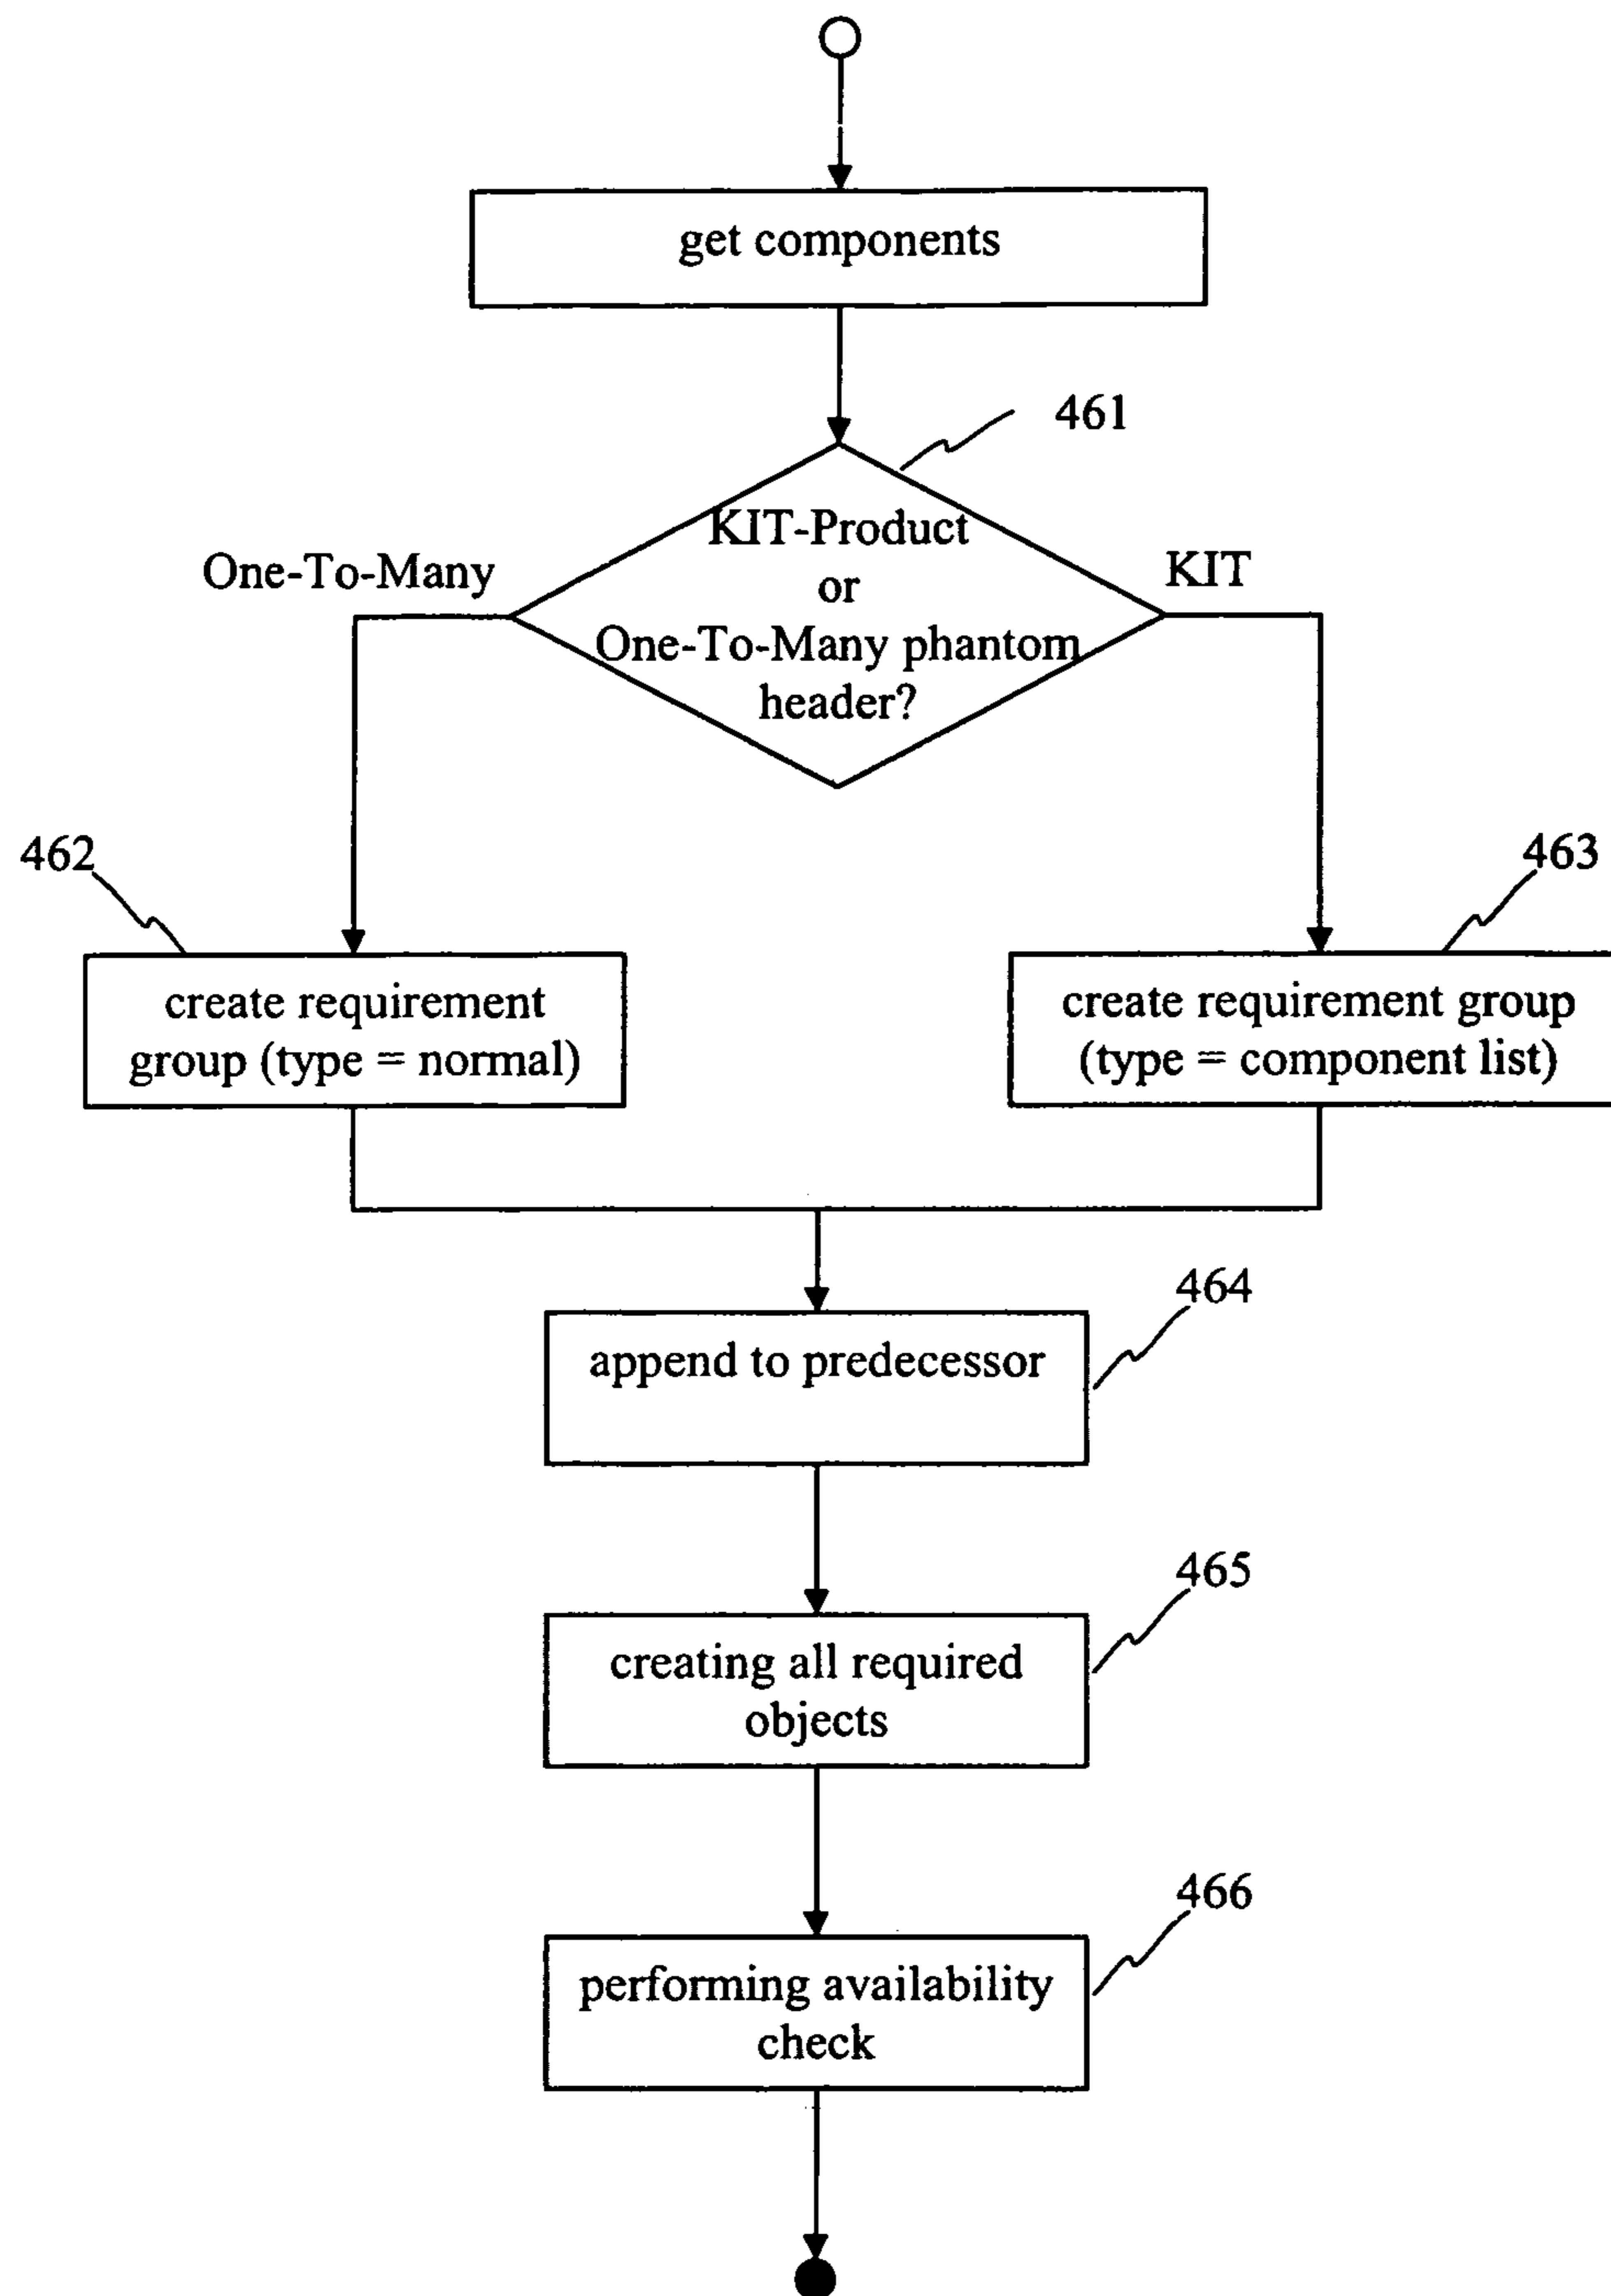 get components
461
KIT-Product
or
One-To-Many phantom
header?
One-To-Many
KIT
462
463
create requirement
group (type = normal)
create requirement group
(type = component list)
464
append to predecessor
465
creating all required
objects
466
performing availability
check